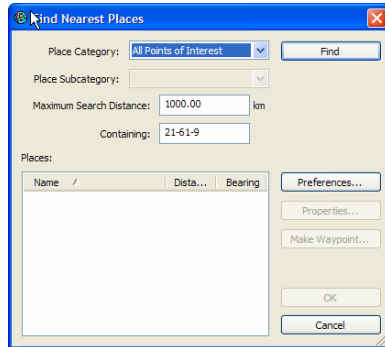 Find Nearest Places
Place Category: All Points of Interest Find
Place Subcategory:
Maximum Search Distance: 1000.00 km
Containing: 21-61-9
Places:
Name Dista... Bearing Preferences...
Properties...
Make Waypoint...
OK
Cancel